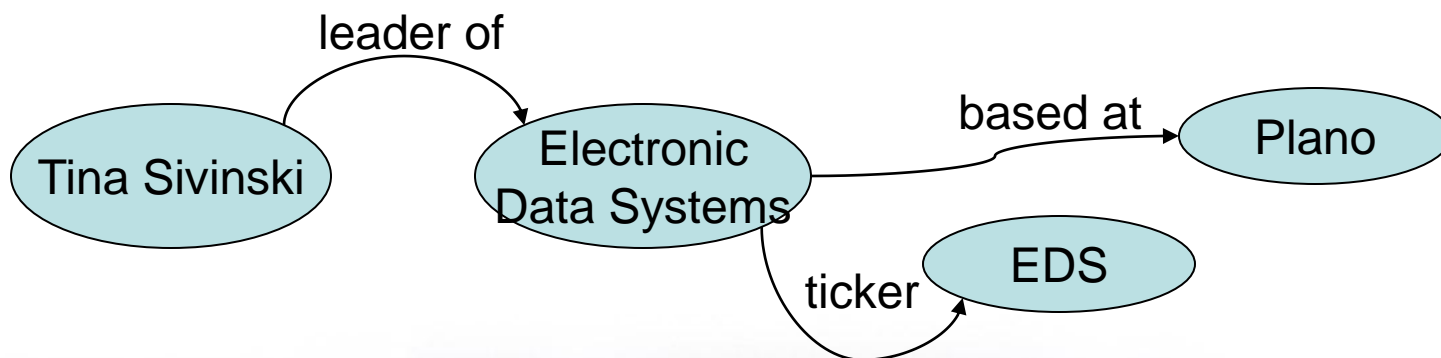 leader of
Tina Sivinski
Electronic
Data Systems
based at
Plano
EDS
ticker